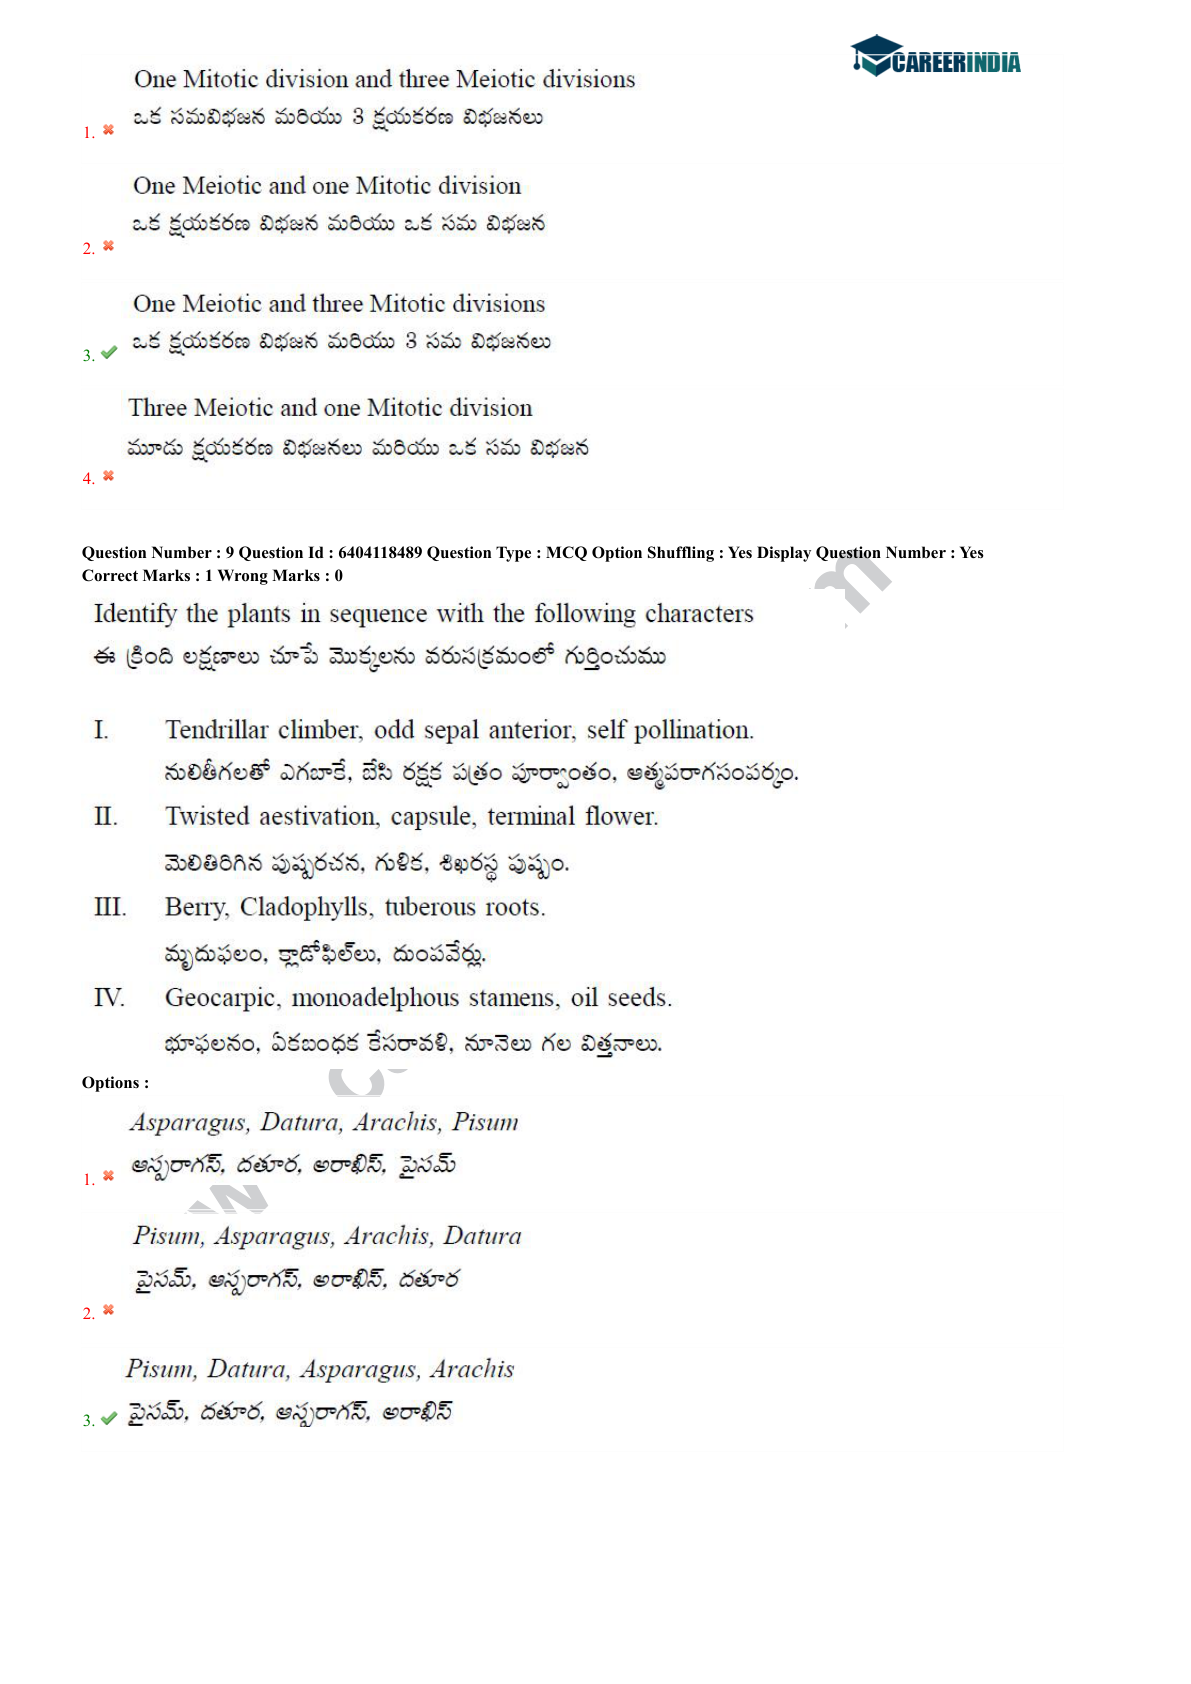 CAREERINDIA
One Mitotic division and three Meiotic divisions
ఒక సమవిభజన మరియు 3 క్షయకరణ విభజనలు
1.
One Meiotic and one Mitotic division
ఒక క్షయకరణ విభజన మరియు ఒక సమ విభజన
2.
One Meiotic and three Mitotic divisions
ఒక క్షయకరణ విభజన మరియు 3 సమ విభజనలు
3.
Three Meiotic and one Mitotic division
మూడు క్షయకరణ విభజనలు మరియు ఒక సమ విభజన
4.
Question Number : 9 Question Id : 6404118489 Question Type : MCQ Option Shuffling : Yes Display Question Number : Yes
Correct Marks : 1 Wrong Marks : 0
Identify the plants in sequence with the following characters
ఈ క్రింది లక్షణాలు చూపే మొక్కలను వరుసక్రమంలో గుర్తించుము
I. Tendrillar climber, odd sepal anterior, self pollination.
నులితీగలతో ఎగబాకే, బేసి రక్షక పత్రం పూర్వాంతం, ఆత్మపరాగసంపర్కం.
II. Twisted aestivation, capsule, terminal flower.
మెలితిరిగిన పుష్పరచన, గుళిక, శిఖరస్థ పుష్పం.
III. Berry, Cladophylls, tuberous roots.
మృదుఫలం, క్లాడోఫిల్‌లు, దుంపవేర్లు.
IV. Geocarpic, monoadelphous stamens, oil seeds.
భూఫలనం, ఏకబంధక కేసరావళి, నూనెలు గల విత్తనాలు.
Options :
Asparagus, Datura, Arachis, Pisum
ఆస్పరాగస్, దతూర, అరాఖిస్, పైసమ్
1.
Pisum, Asparagus, Arachis, Datura
పైసమ్, ఆస్పరాగస్, అరాఖిస్, దతూర
2.
Pisum, Datura, Asparagus, Arachis
3. పైసమ్, దతూర, ఆస్పరాగస్, అరాఖిస్